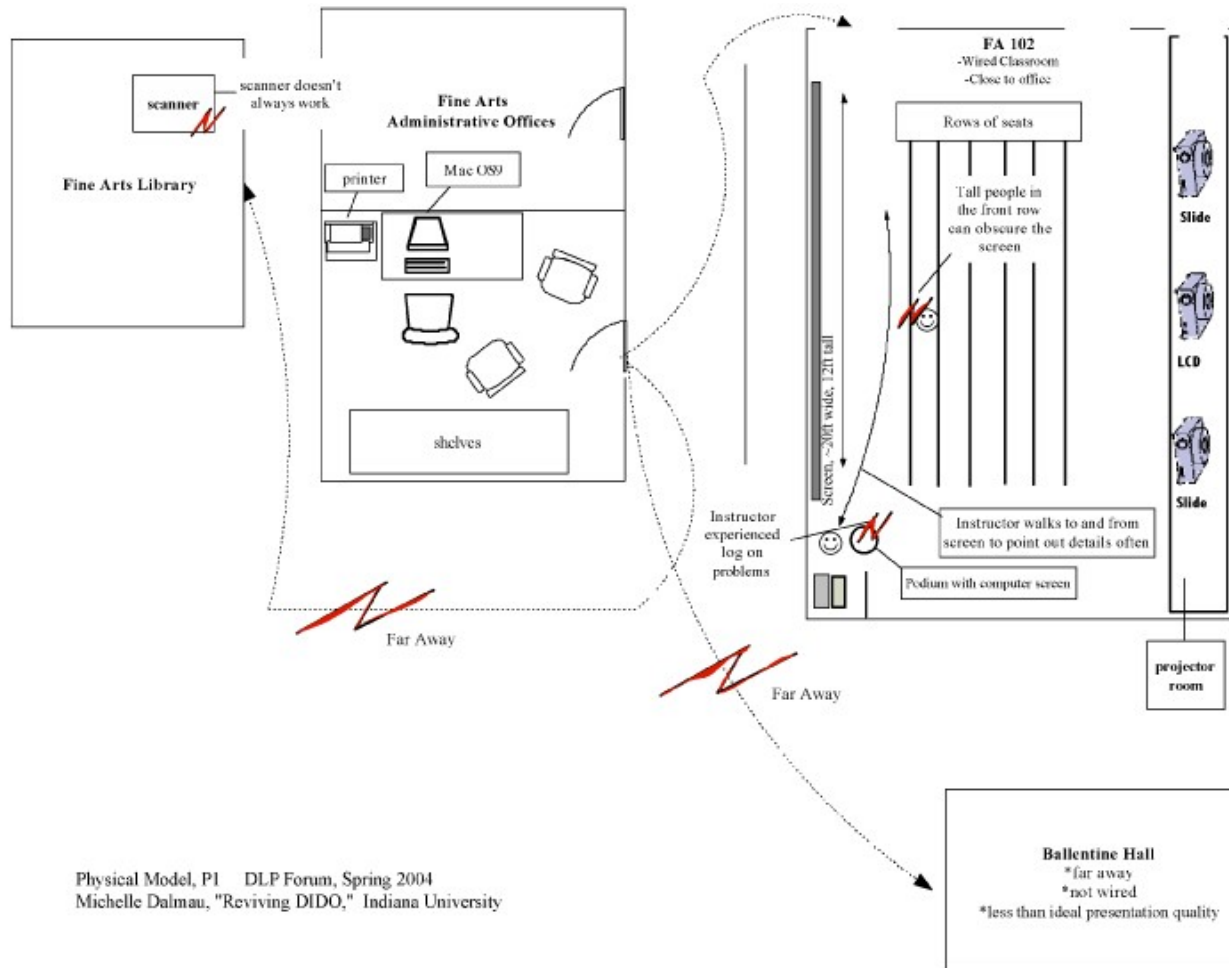 scanner
scanner doesn't
always work
Fine Arts Library
Fine Arts
Administrative Offices
printer
Mac OS9
shelves
Far Away
Far Away
FA 102
-Wired Classroom
-Close to office
Rows of seats
Tall people in
the front row
can obscure the
screen
Screen, ~20ft wide, 12ft tall
Slide
LCD
Slide
Instructor
experienced
log on
problems
Instructor walks to and from
screen to point out details often
Podium with computer screen
projector
room
Ballentine Hall
*far away
*not wired
*less than ideal presentation quality
Physical Model, P1 DLP Forum, Spring 2004
Michelle Dalmau, "Reviving DIDO," Indiana University